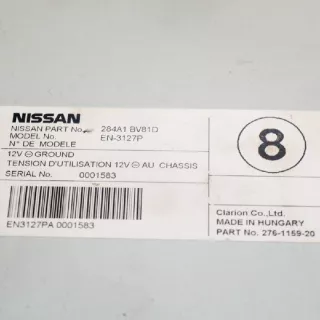 NISSAN
NISSAN PART No. 284A1 BV81D
MODEL No. EN-3127P
N° DE MODELE
8
12V ⊖ GROUND
TENSION D'UTILISATION 12V ⊖ AU CHASSIS
SERIAL No. 0001583
EN3127PA 0001583
Clarion Co.,Ltd.
MADE IN HUNGARY
PART No. 276-1159-20